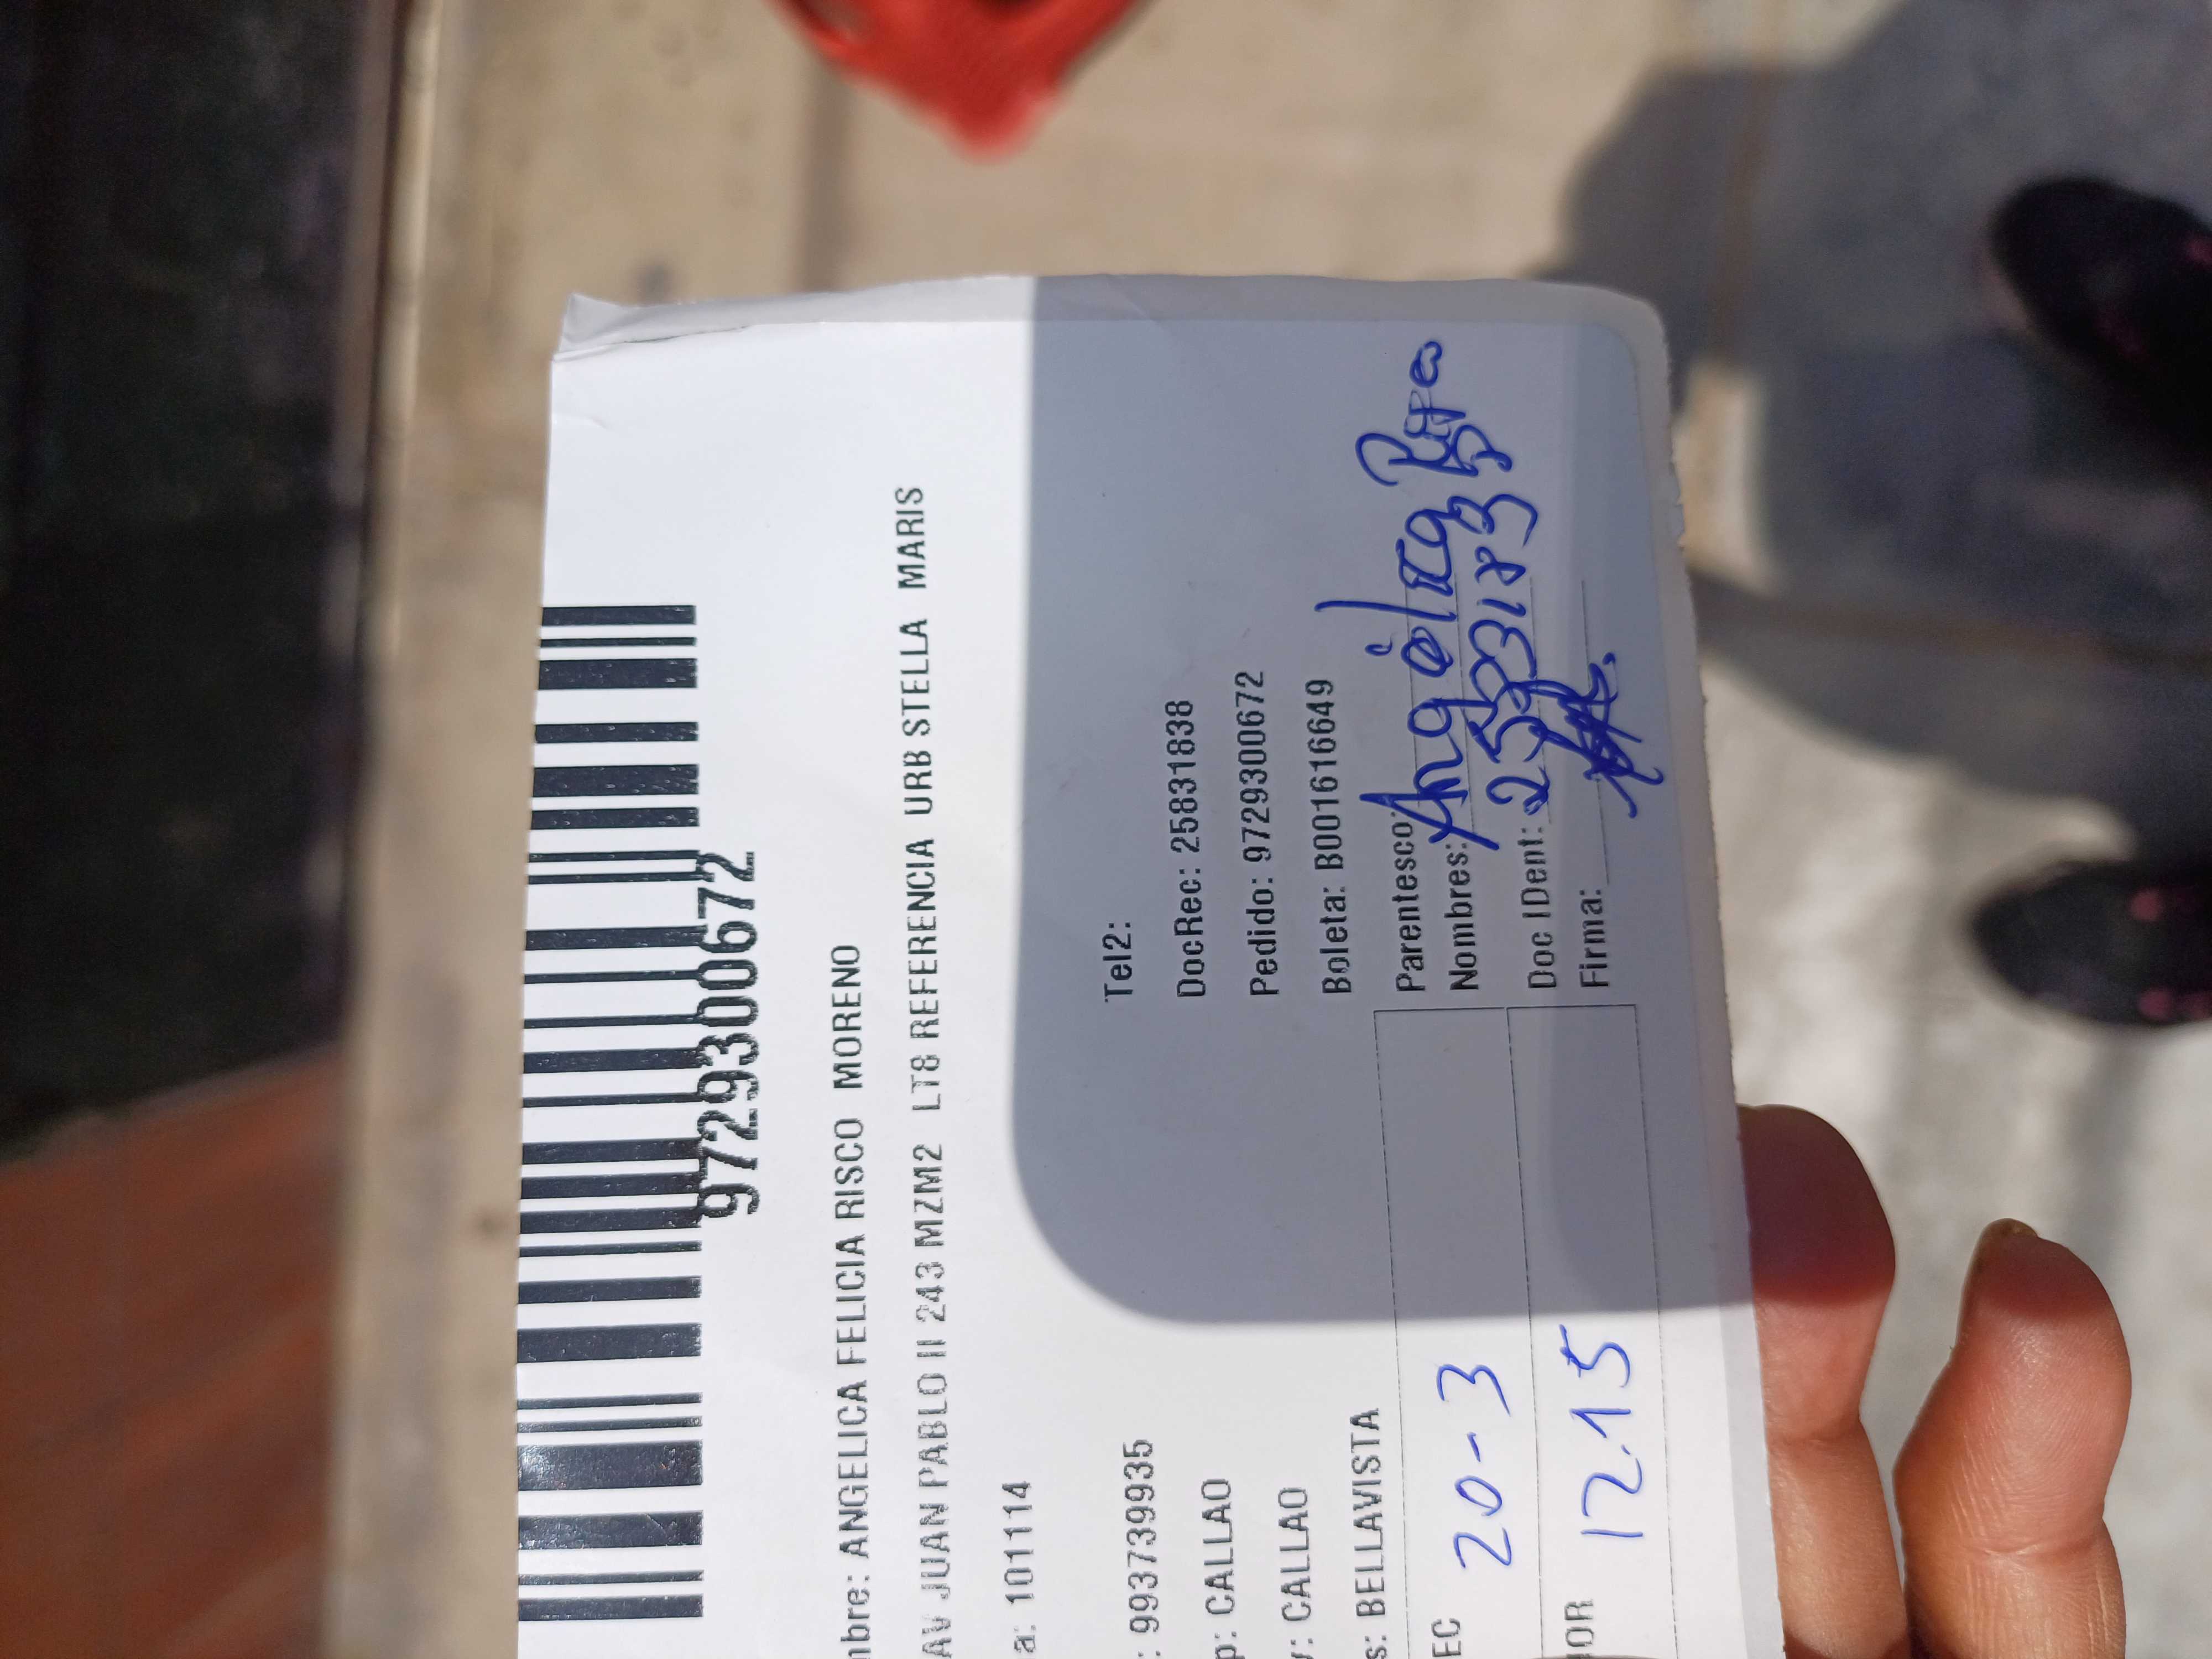 9729300672
mbre: ANGELICA FELICIA RISCO MORENO
AV JUAN PABLO II 243 MZM2 LT8 REFERENCIA URB STELLA MARIS
a: 101114
: 993739935
Tel2:
p: CALLAO
DocRec: 25831838
v: CALLAO
Pedido: 9729300672
s: BELLAVISTA
Boleta: B001616649
EC 20-3
Parentesco:
Nombres: Angélica
Doc IDent:
OR 12.15
Firma: